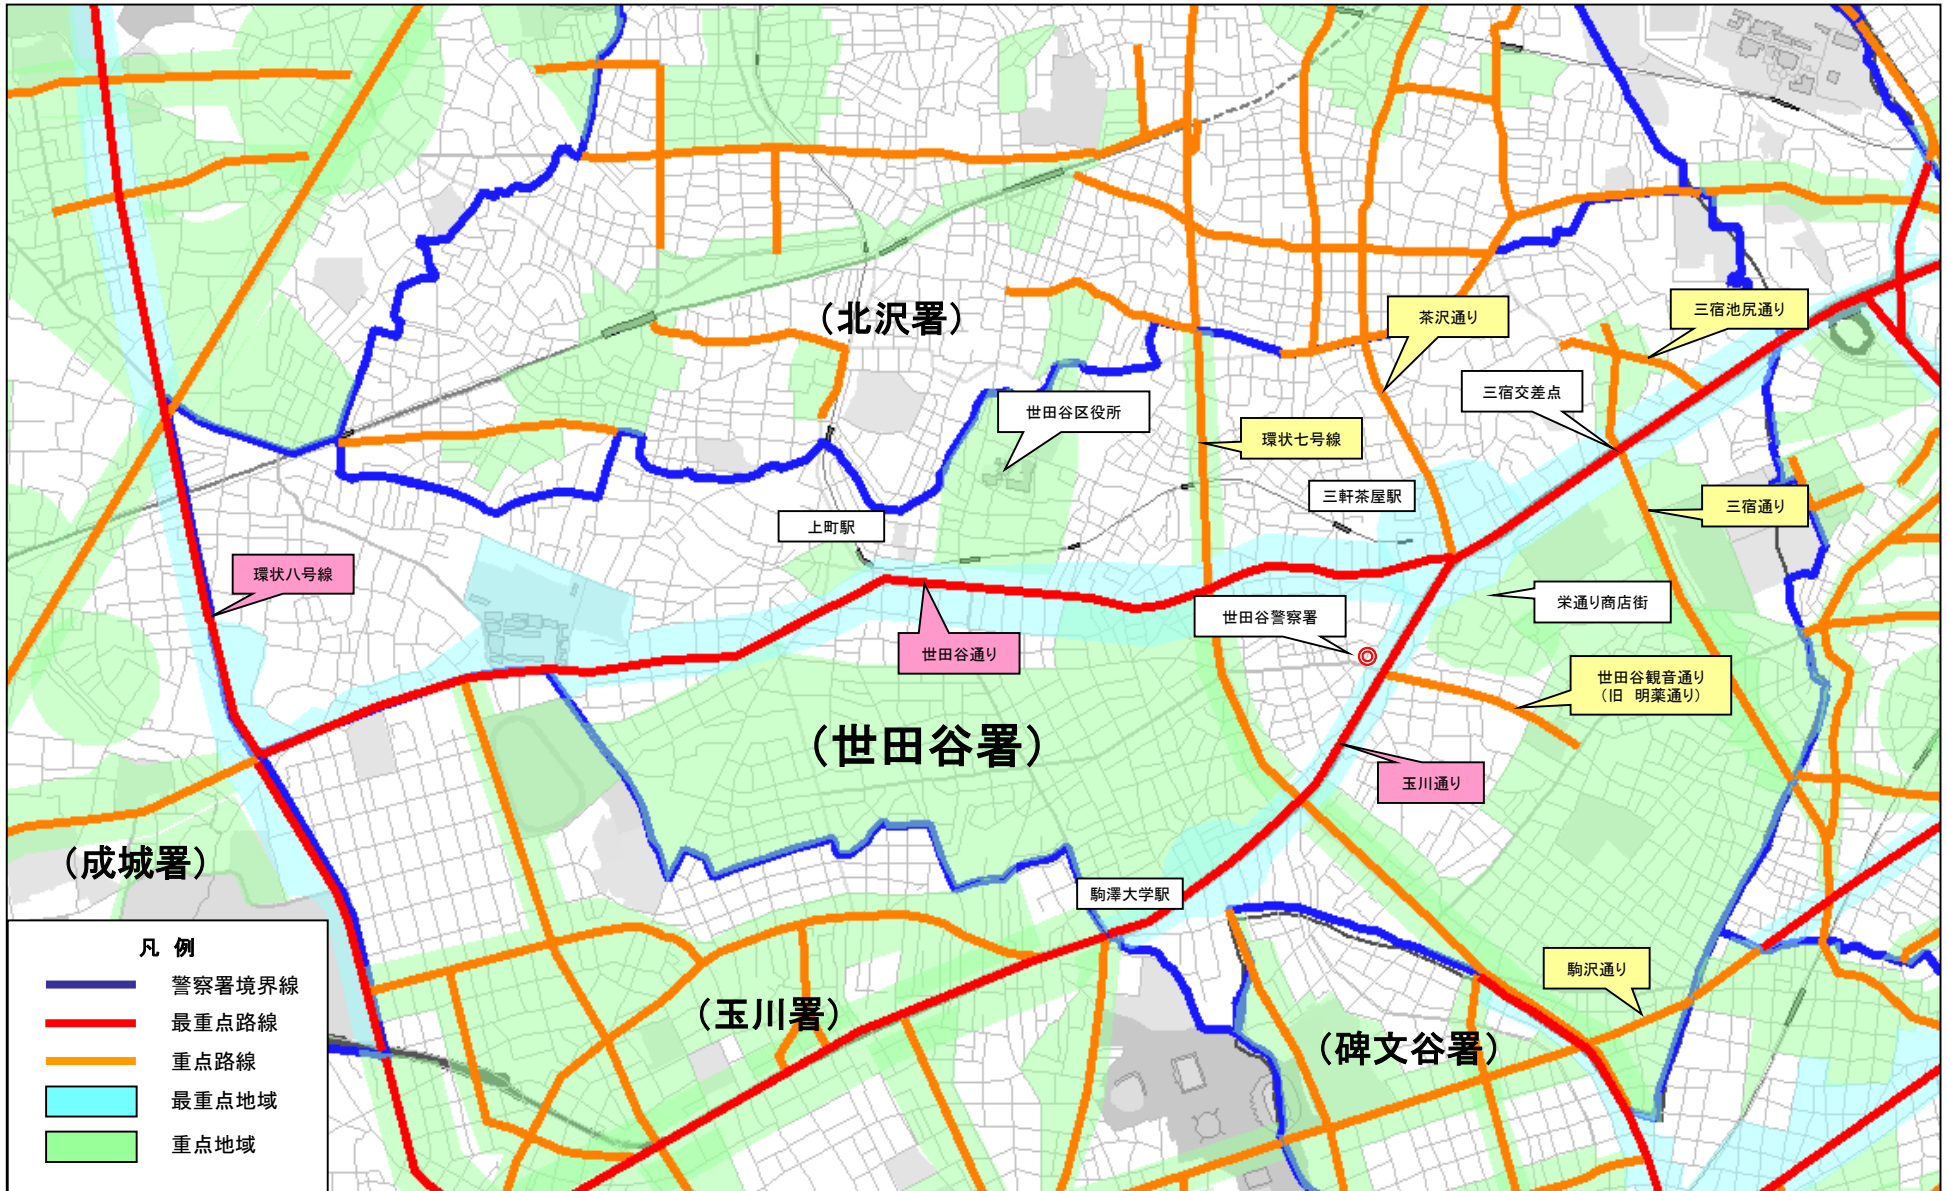 （北沢署）
茶沢通り
三宿池尻通り
三宿交差点
世田谷区役所
環状七号線
三軒茶屋駅
三宿通り
上町駅
環状八号線
栄通り商店街
世田谷警察署
世田谷通り
世田谷観音通り
（旧　明薬通り）
（世田谷署）
玉川通り
（成城署）
駒澤大学駅
駒沢通り
（玉川署）
（碑文谷署）
凡 例
警察署境界線
最重点路線
重点路線
最重点地域
重点地域